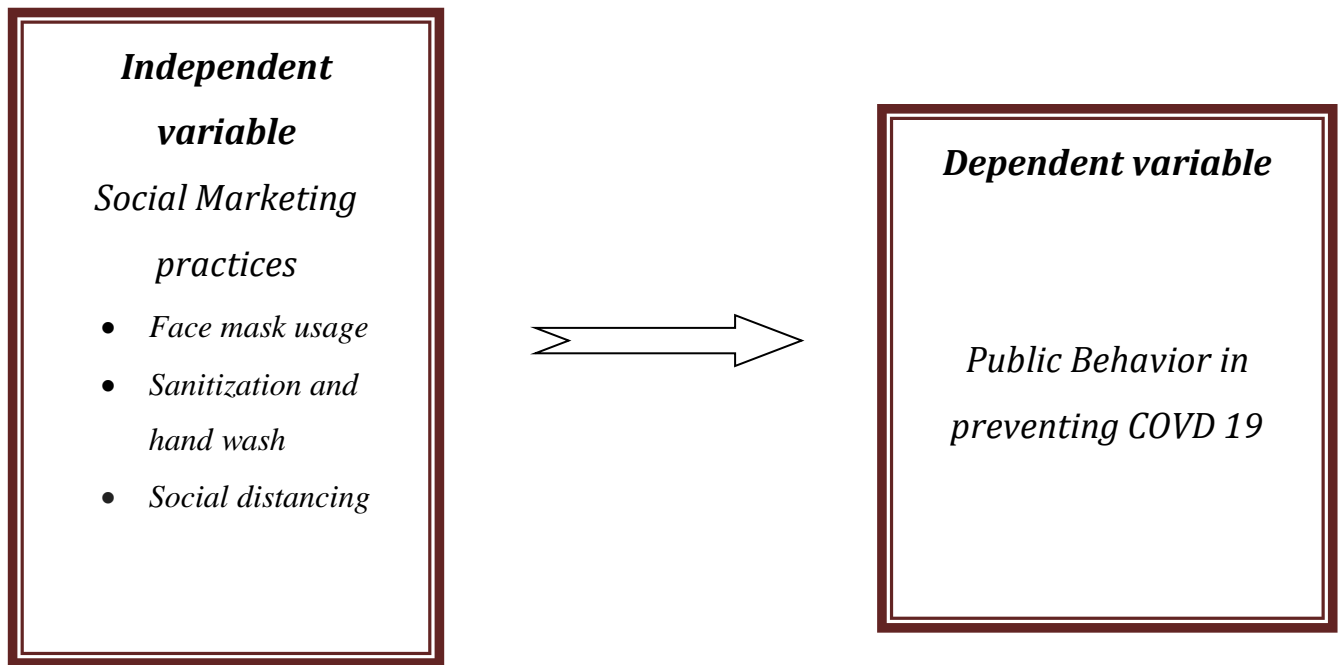 Independent
variable
Social Marketing
practices
• Face mask usage
• Sanitization and
hand wash
• Social distancing
Dependent variable
Public Behavior in
preventing COVD 19